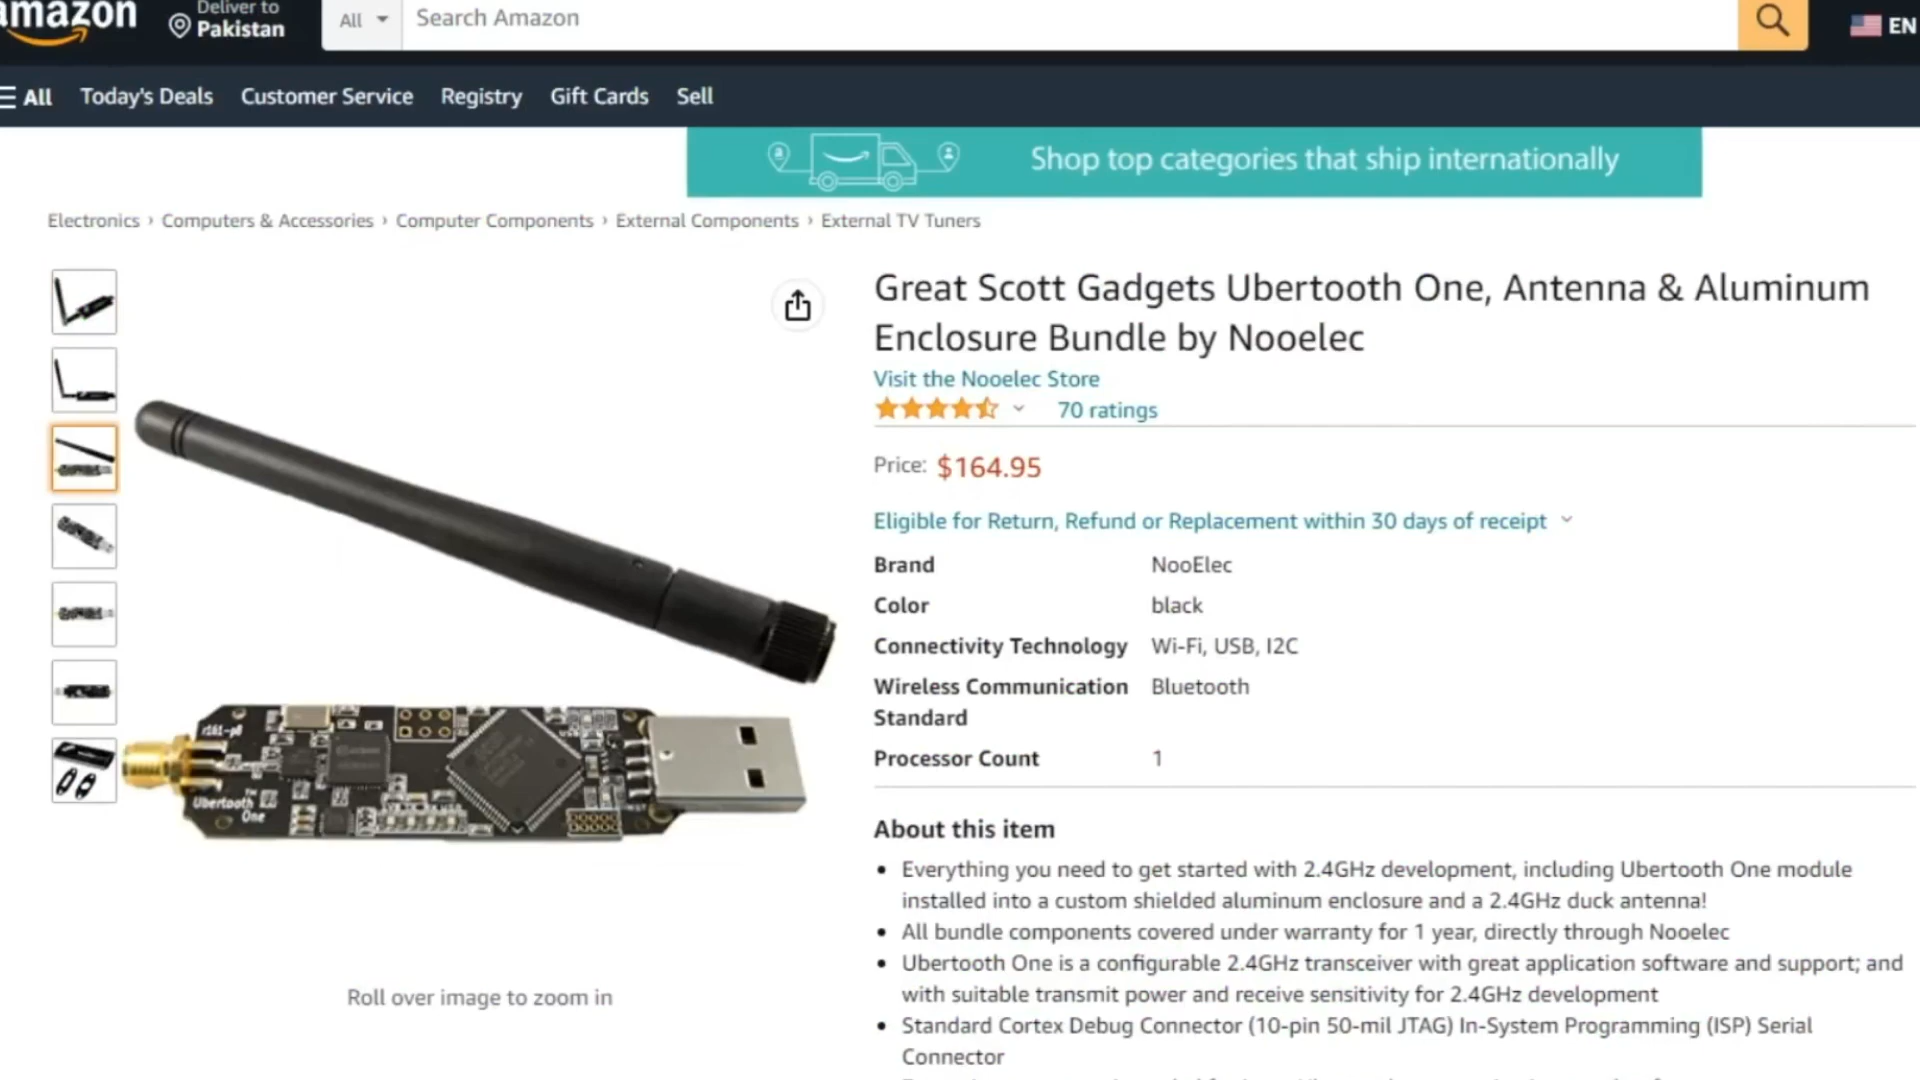 amazon
Deliver to
Pakistan
All
Search Amazon
EN
All
Today's Deals
Customer Service
Registry
Gift Cards
Sell
Shop top categories that ship internationally
Electronics › Computers & Accessories › Computer Components › External Components › External TV Tuners
Great Scott Gadgets Ubertooth One, Antenna & Aluminum
Enclosure Bundle by Nooelec
Visit the Nooelec Store
70 ratings
Price: $164.95
Eligible for Return, Refund or Replacement within 30 days of receipt
Brand NooElec
Color black
Connectivity Technology Wi-Fi, USB, I2C
Wireless Communication Bluetooth
Standard
Processor Count 1
About this item
• Everything you need to get started with 2.4GHz development, including Ubertooth One module
installed into a custom shielded aluminum enclosure and a 2.4GHz duck antenna!
• All bundle components covered under warranty for 1 year, directly through Nooelec
• Ubertooth One is a configurable 2.4GHz transceiver with great application software and support; and
with suitable transmit power and receive sensitivity for 2.4GHz development
• Standard Cortex Debug Connector (10-pin 50-mil JTAG) In-System Programming (ISP) Serial
Connector
Ubertooth™
One
Roll over image to zoom in